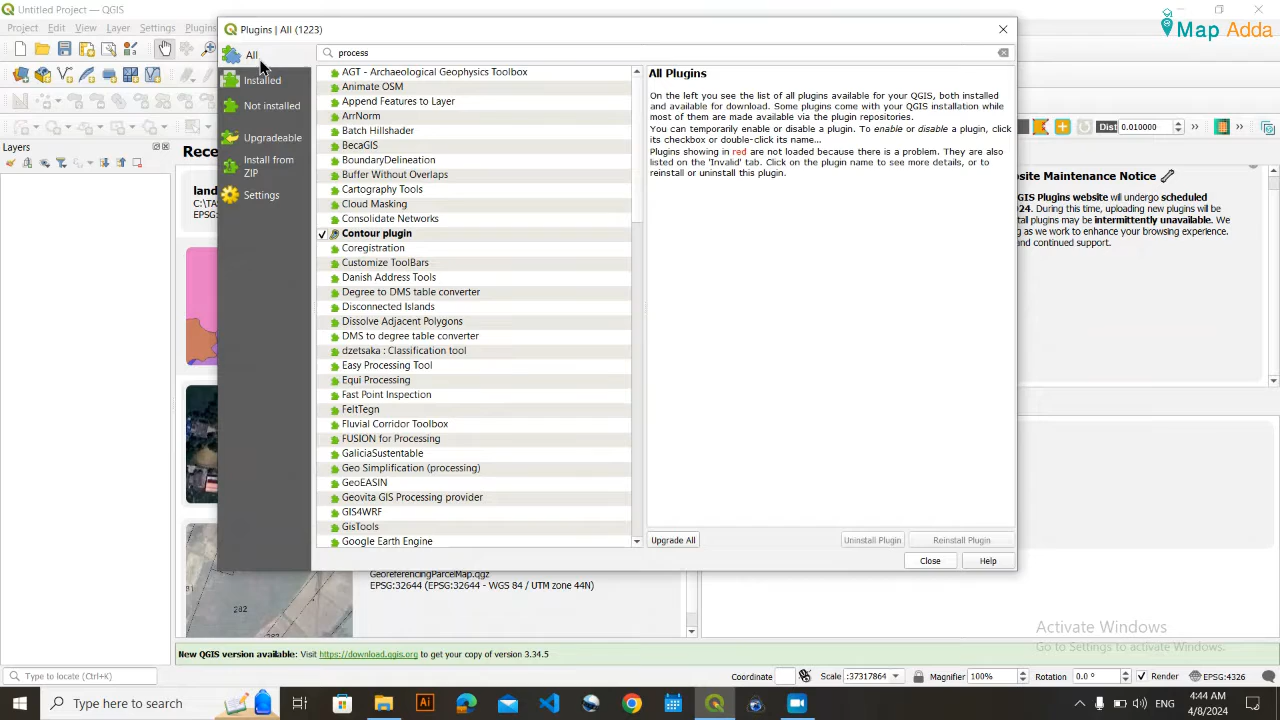 Untitled Project — QGIS
Project Edit View Layer Settings Plugins
Plugins | All (1223)
Map Adda
All
Installed
Not installed
Upgradeable
Install from
ZIP
Settings
process
AGT - Archaeological Geophysics Toolbox
Animate OSM
Append Features to Layer
ArrNorm
Batch Hillshader
BecaGIS
BoundaryDelineation
Buffer Without Overlaps
Cartography Tools
Cloud Masking
Consolidate Networks
Contour plugin
Coregistration
Customize ToolBars
Danish Address Tools
Degree to DMS table converter
Disconnected Islands
Dissolve Adjacent Polygons
DMS to degree table converter
dzetsaka : Classification tool
Easy Processing Tool
Equi Processing
Fast Point Inspection
FeltTegn
Fluvial Corridor Toolbox
FUSION for Processing
GaliciaSustentable
Geo Simplification (processing)
GeoEASIN
Geovita GIS Processing provider
GIS4WRF
GisTools
Google Earth Engine
All Plugins
On the left you see the list of all plugins available for your QGIS, both installed
and available for download. Some plugins come with your QGIS installation while
most of them are made available via the plugin repositories.
You can temporarily enable or disable a plugin. To enable or disable a plugin, click
its checkbox or double-click its name...
Plugins showing in red are not loaded because there is a problem. They are also
listed on the 'Invalid' tab. Click on the plugin name to see more details, or to
reinstall or uninstall this plugin.
Upgrade All
Uninstall Plugin
Reinstall Plugin
Close
Help
Layers
Rece
land
C:\TA
EPSG:
Dist 0.010000
site Maintenance Notice
QGIS Plugins website will undergo scheduled
024. During this time, uploading new plugins will be
tal plugins may be intermittently unavailable. We
g as we work to enhance your browsing experience.
and continued support.
282
281
GeoreferencingParcelMap.qgz
EPSG:32644 (EPSG:32644 - WGS 84 / UTM zone 44N)
Activate Windows
Go to Settings to activate Windows.
New QGIS version available: Visit https://download.qgis.org to get your copy of version 3.34.5
Type to locate (Ctrl+K)
Coordinate
Scale :37317864
Magnifier 100%
Rotation 0.0 °
Render
EPSG:4326
Type here to search
ENG
4:44 AM
4/8/2024